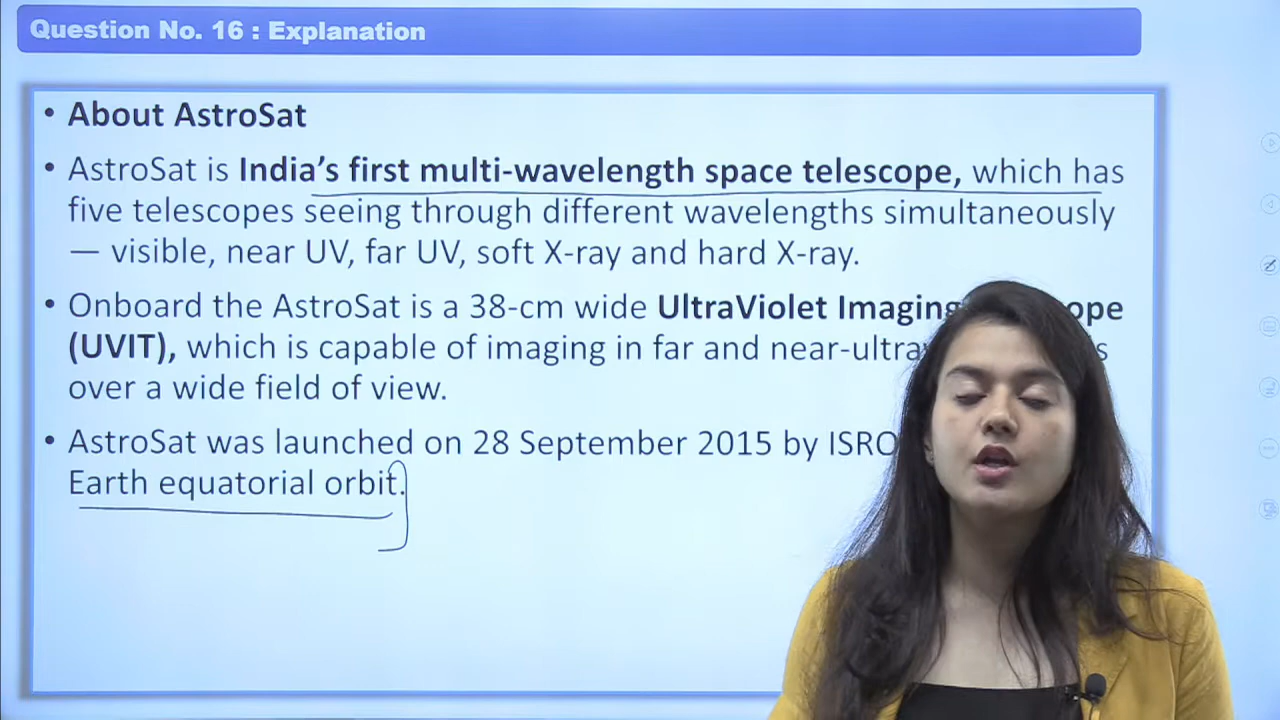 Question No. 16 : Explanation
• About AstroSat
• AstroSat is India's first multi-wavelength space telescope, which has
five telescopes seeing through different wavelengths simultaneously
— visible, near UV, far UV, soft X-ray and hard X-ray.
• Onboard the AstroSat is a 38-cm wide UltraViolet Imaging
(UVIT), which is capable of imaging in far and near-ultra
over a wide field of view.
• AstroSat was launched on 28 September 2015 by ISRO
Earth equatorial orbit.